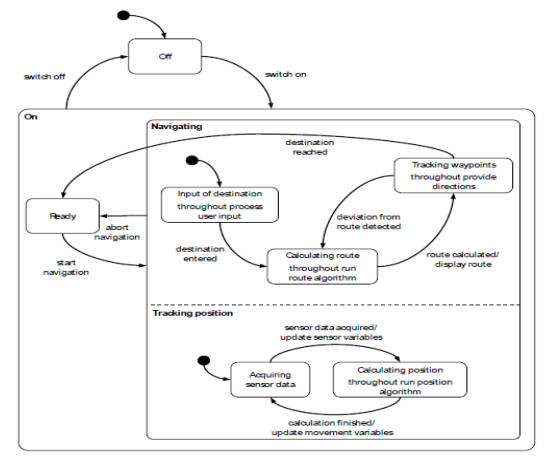 Off
switch off
switch on
On
Navigating
destination
reached
Tracking waypoints
throughout provide
directions
Input of destination
throughout process
user input
Ready
abort
navigation
deviation from
route detected
destination
entered
Calculating route
throughout run
route algorithm
route calculated/
display route
start
navigation
Tracking position
sensor data acquired/
update sensor variables
Acquiring
sensor data
Calculating position
throughout run position
algorithm
calculation finished/
update movement variables